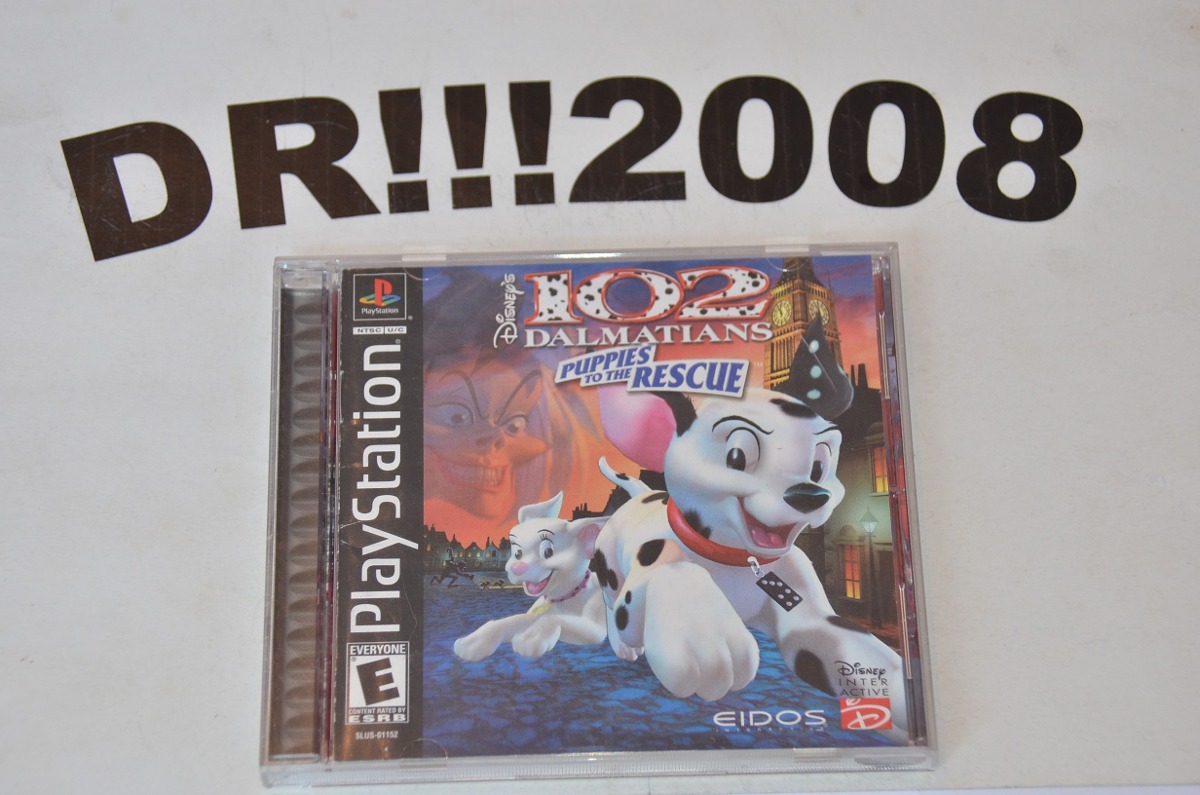 DR!!!2008
PlayStation
NTSC U/C
PlayStation
DISNEY'S
102
DALMATIANS
PUPPIES
TO THE
RESCUE
EVERYONE
E
CONTENT RATED BY
ESRB
SLUS-01152
DISNEY
INTER
ACTIVE
D
EIDOS
INTERACTIVE